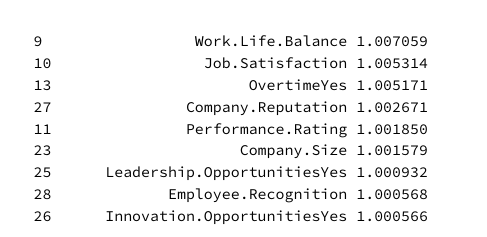 9 Work.Life.Balance 1.007059
10 Job.Satisfaction 1.005314
13 OvertimeYes 1.005171
27 Company.Reputation 1.002671
11 Performance.Rating 1.001850
23 Company.Size 1.001579
25 Leadership.OpportunitiesYes 1.000932
28 Employee.Recognition 1.000568
26 Innovation.OpportunitiesYes 1.000566